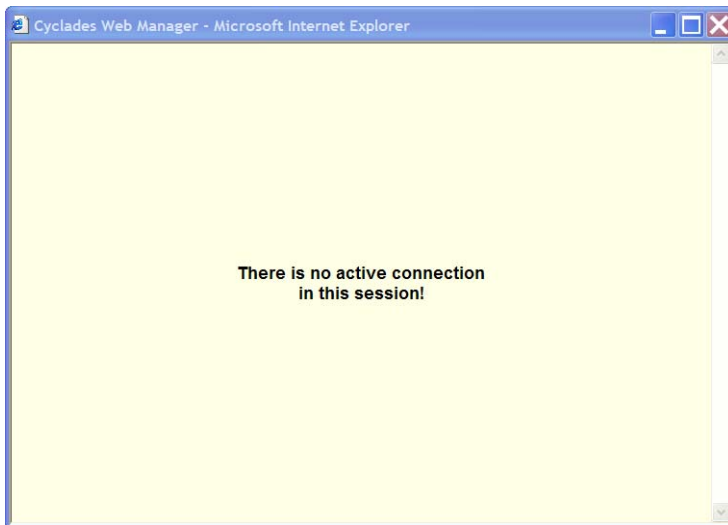 Cyclades Web Manager - Microsoft Internet Explorer
There is no active connection
in this session!